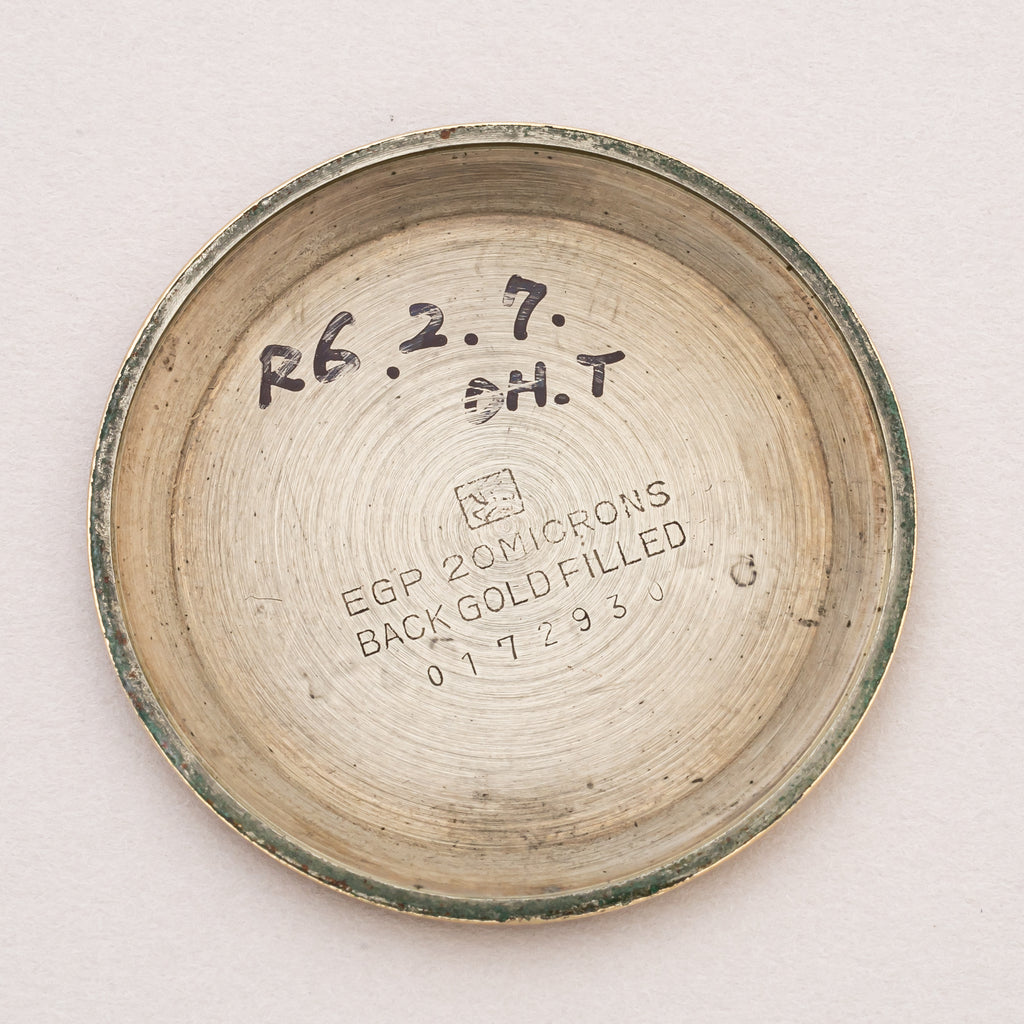 R6.2.7.
OH.T
EGP 20MICRONS
BACK GOLD FILLED
0172930
C